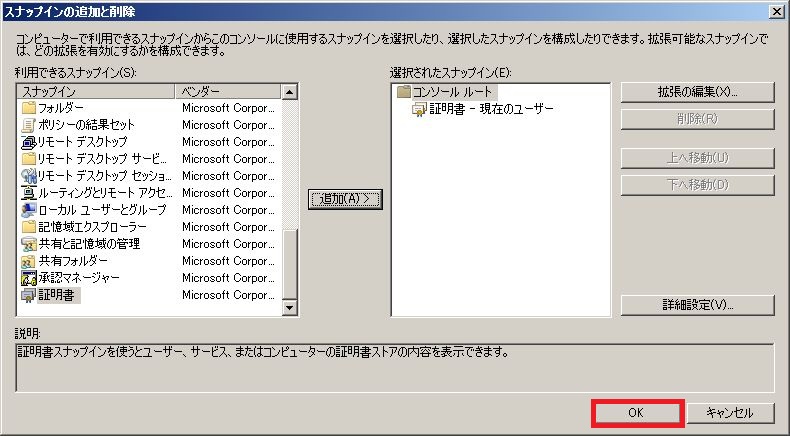 スナップインの追加と削除
コンピューターで利用できるスナップインからこのコンソールに使用するスナップインを選択したり、選択したスナップインを構成したりできます。拡張可能なスナップインで
は、どの拡張を有効にするかを構成できます。
利用できるスナップイン(S):
スナップイン ベンダー
フォルダー Microsoft Corpor...
ポリシーの結果セット Microsoft Corpor...
リモート デスクトップ Microsoft Corpor...
リモート デスクトップ サービ... Microsoft Corpor...
リモート デスクトップ セッショ... Microsoft Corpor...
ルーティングとリモート アクセ... Microsoft Corpor...
ローカル ユーザーとグループ Microsoft Corpor...
記憶域エクスプローラー Microsoft Corpor...
共有と記憶域の管理 Microsoft Corpor...
共有フォルダー Microsoft Corpor...
承認マネージャー Microsoft Corpor...
証明書 Microsoft Corpor...
追加(A) >
選択されたスナップイン(E):
コンソール ルート
証明書 - 現在のユーザー
拡張の編集(X)...
削除(R)
上へ移動(U)
下へ移動(D)
詳細設定(V)...
説明:
証明書スナップインを使うとユーザー、サービス、またはコンピューターの証明書ストアの内容を表示できます。
OK
キャンセル